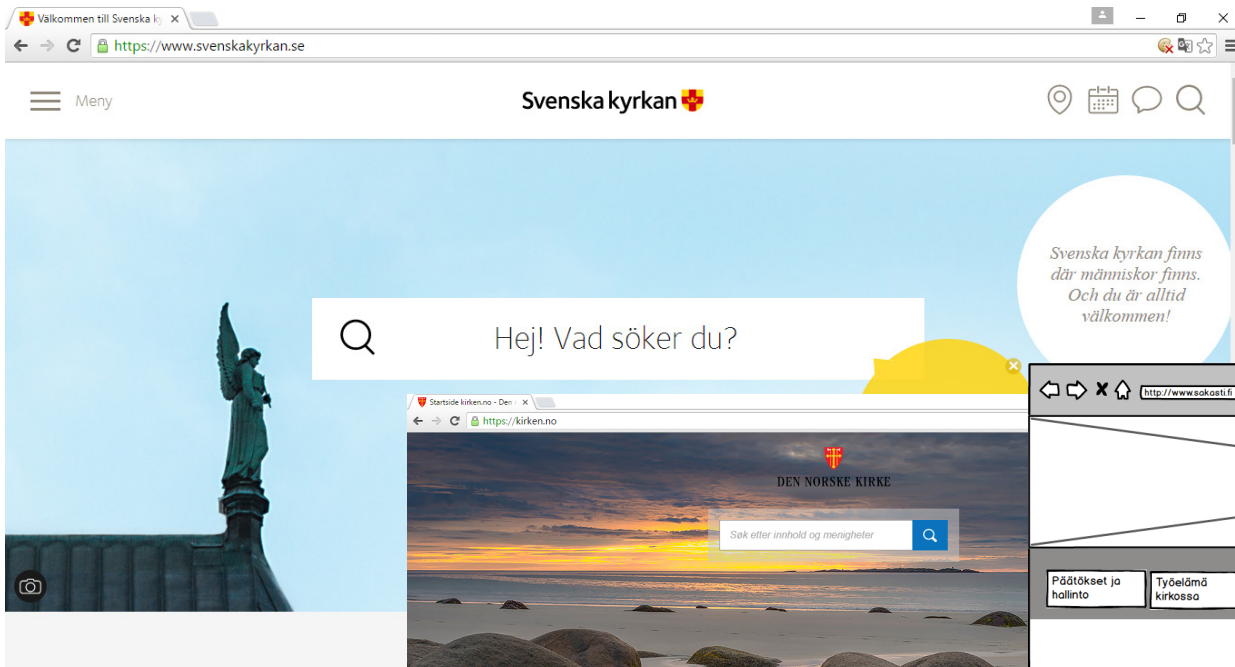 Välkommen till Svenska k
https://www.svenskakyrkan.se
Meny
Svenska kyrkan
Svenska kyrkan finns
där människor finns.
Och du är alltid
välkommen!
Hej! Vad söker du?
Startside kirken.no - Den
https://kirken.no
DEN NORSKE KIRKE
Søk etter innhold og menigheter
http://www.sakasti.fi
Päätökset ja
hallinto
Työelämä
kirkossa